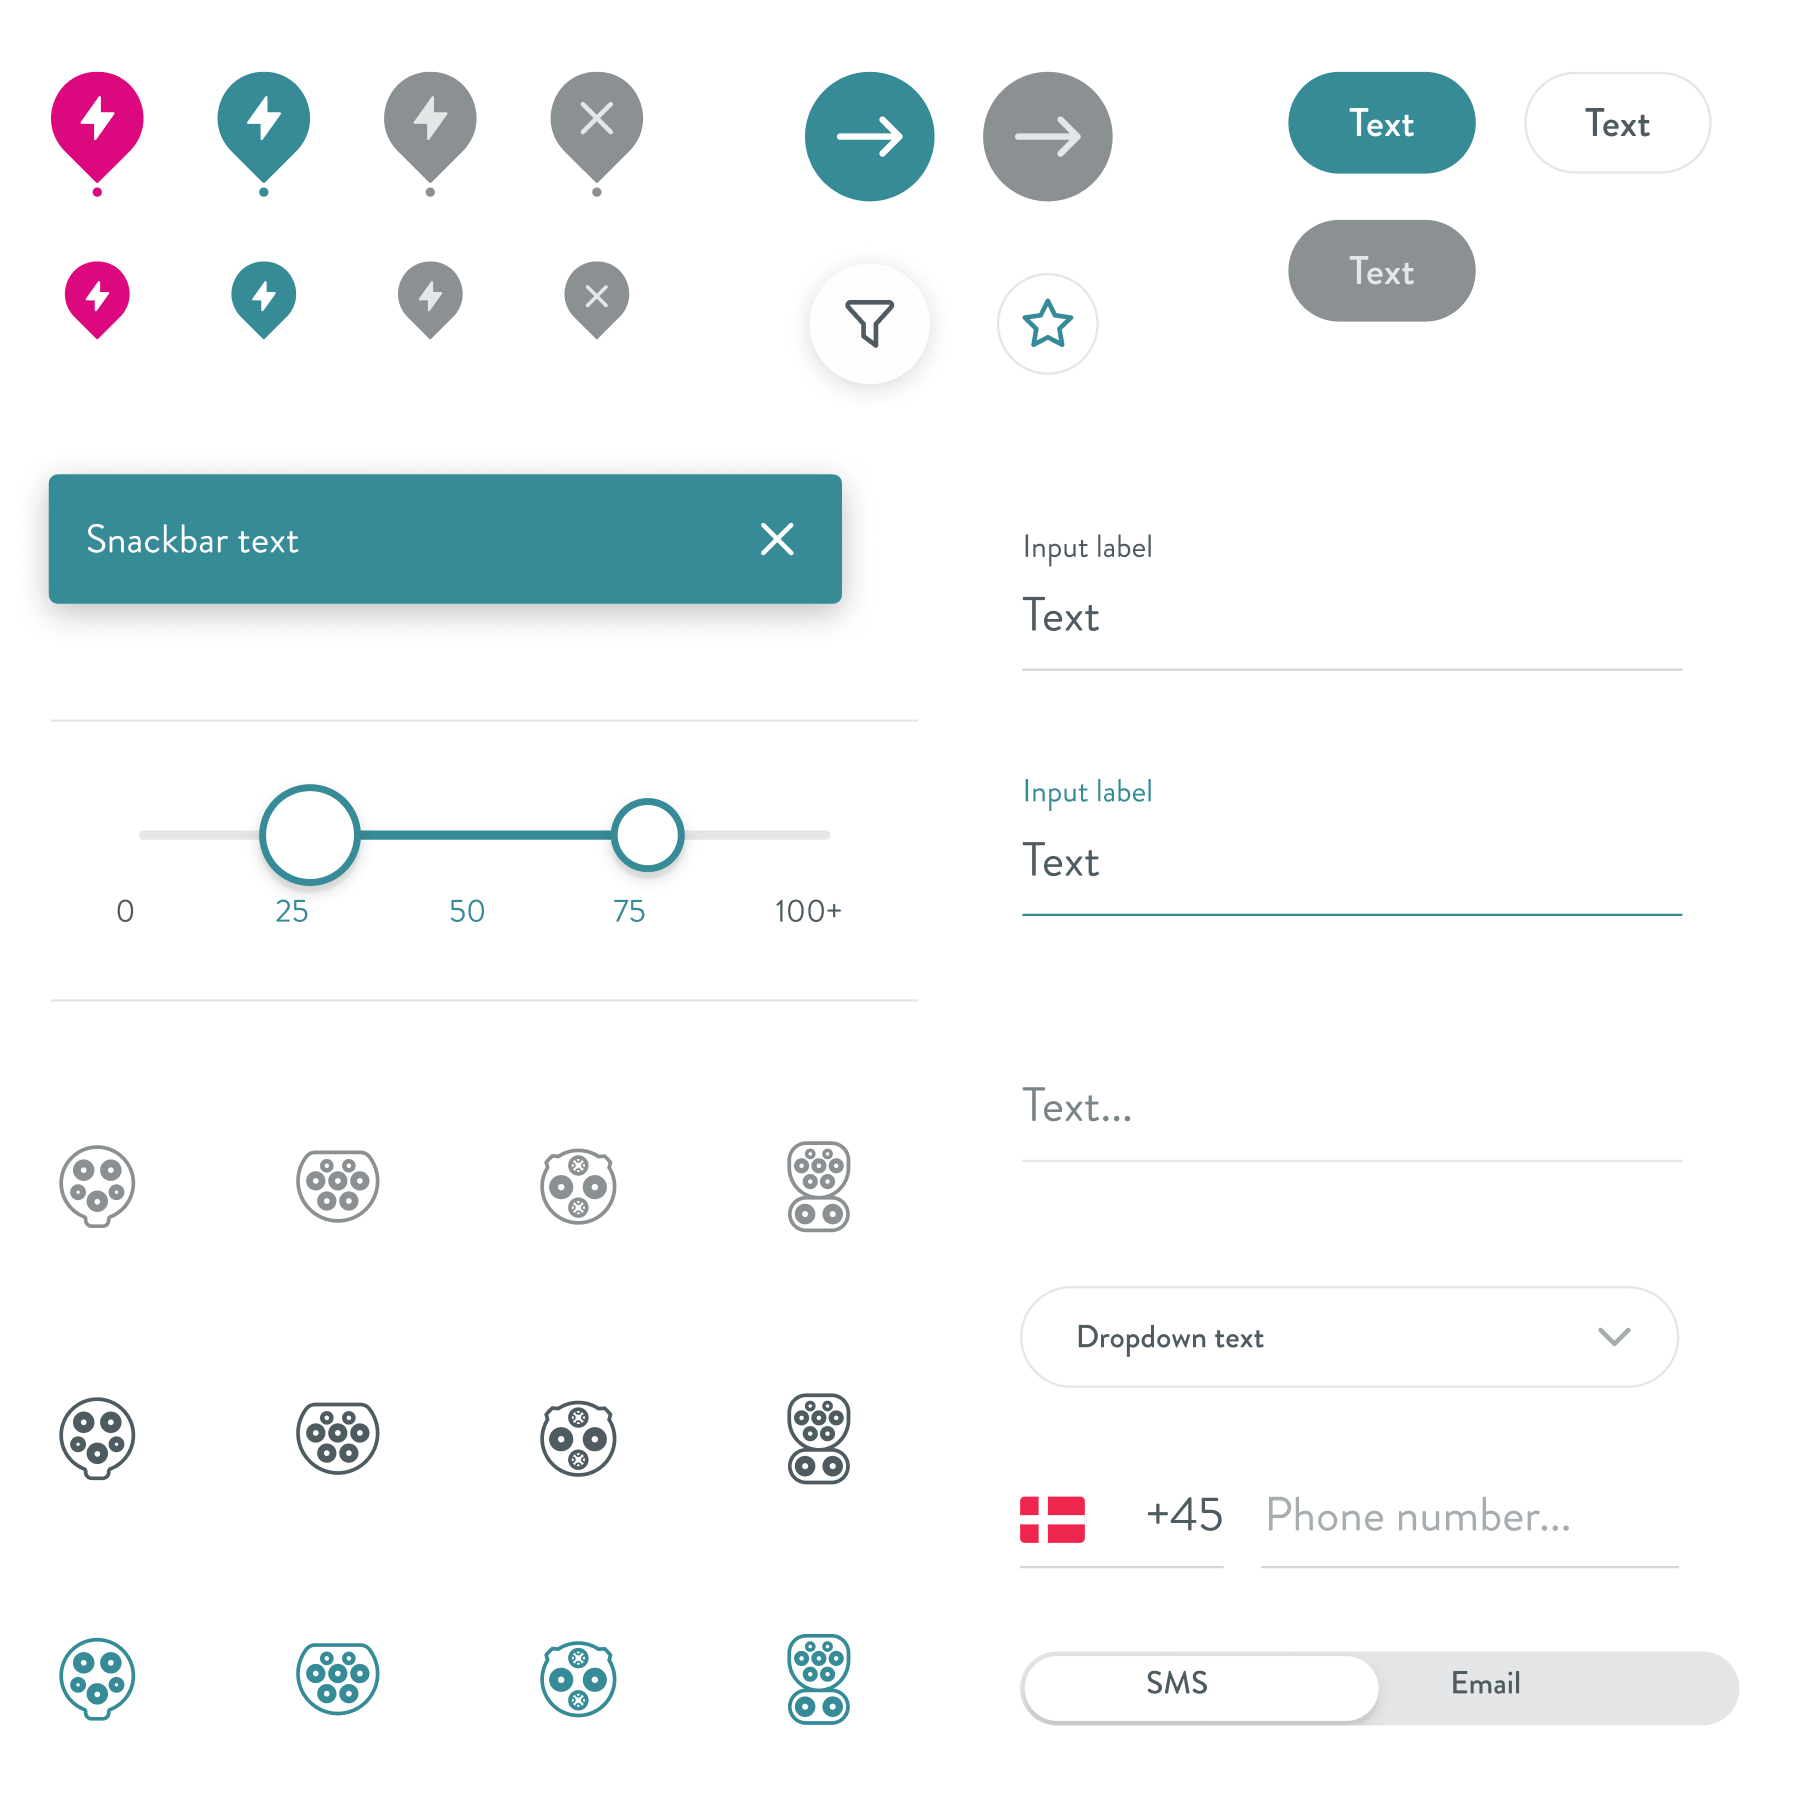 Text
Text
Text
Snackbar text
Input label
Text
0 25 50 75 100+
Input label
Text
Text...
Dropdown text
+45 Phone number...
SMS Email